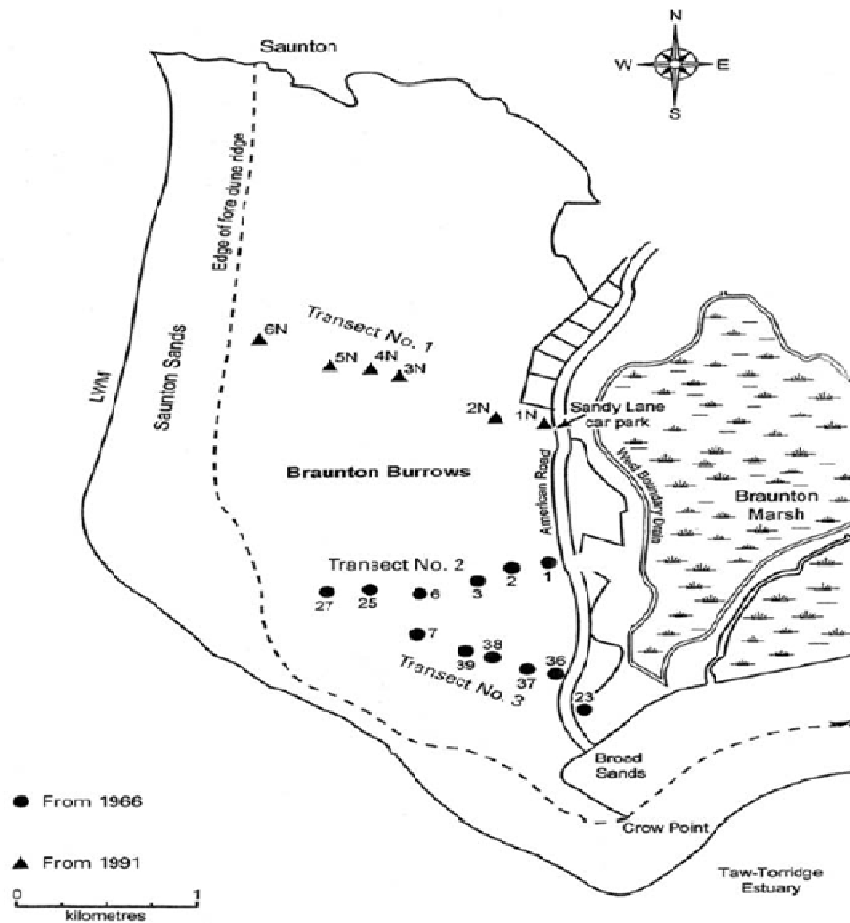 N
Saunton
W E
S
Edge of fore dune ridge
Saunton Sands
LWM
Transect No. 1
6N
5N
4N
3N
2N
1N
Sandy Lane
car park
Braunton Burrows
American Road
West Boundary Drain
Braunton
Marsh
Transect No. 2
1
2
3
6
25
27
7
38
39
36
37
Transect No. 3
23
Broad
Sands
Crow Point
From 1966
From 1991
Taw-Torridge
Estuary
0 1
kilometres